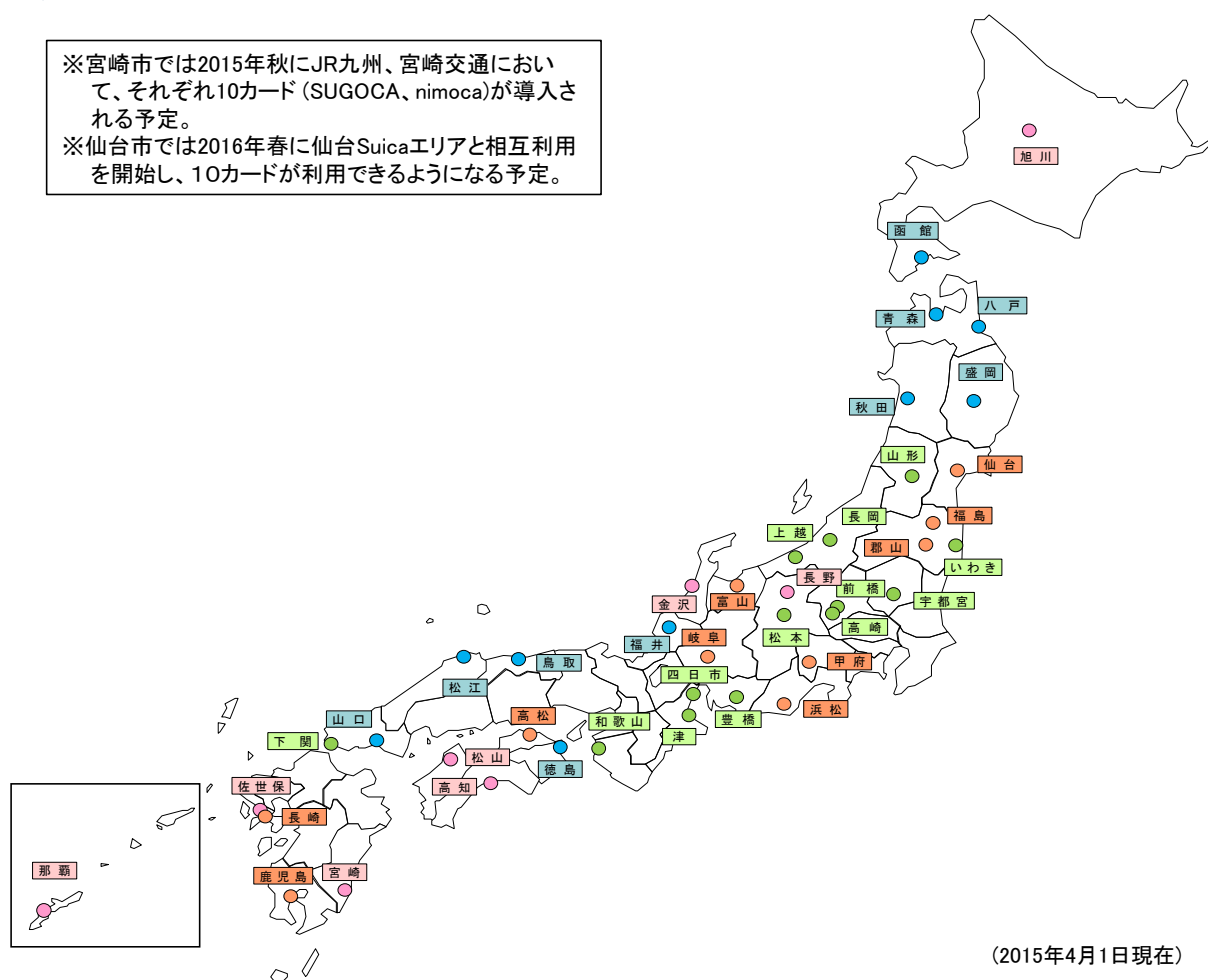 ※宮崎市では2015年秋にJR九州、宮崎交通におい
て、それぞれ10カード(SUGOCA、nimoca)が導入さ
れる予定。
※仙台市では2016年春に仙台Suicaエリアと相互利用
を開始し、10カードが利用できるようになる予定。
旭川
函館
八戸
青森
盛岡
秋田
山形
仙台
長岡
福島
上越
郡山
いわき
長野
前橋
金沢
富山
宇都宮
高崎
松本
岐阜
福井
甲府
鳥取
四日市
松江
浜松
高松
和歌山
豊橋
山口
津
下関
松山
徳島
佐世保
高知
長崎
那覇
鹿児島
宮崎
(2015年4月1日現在)